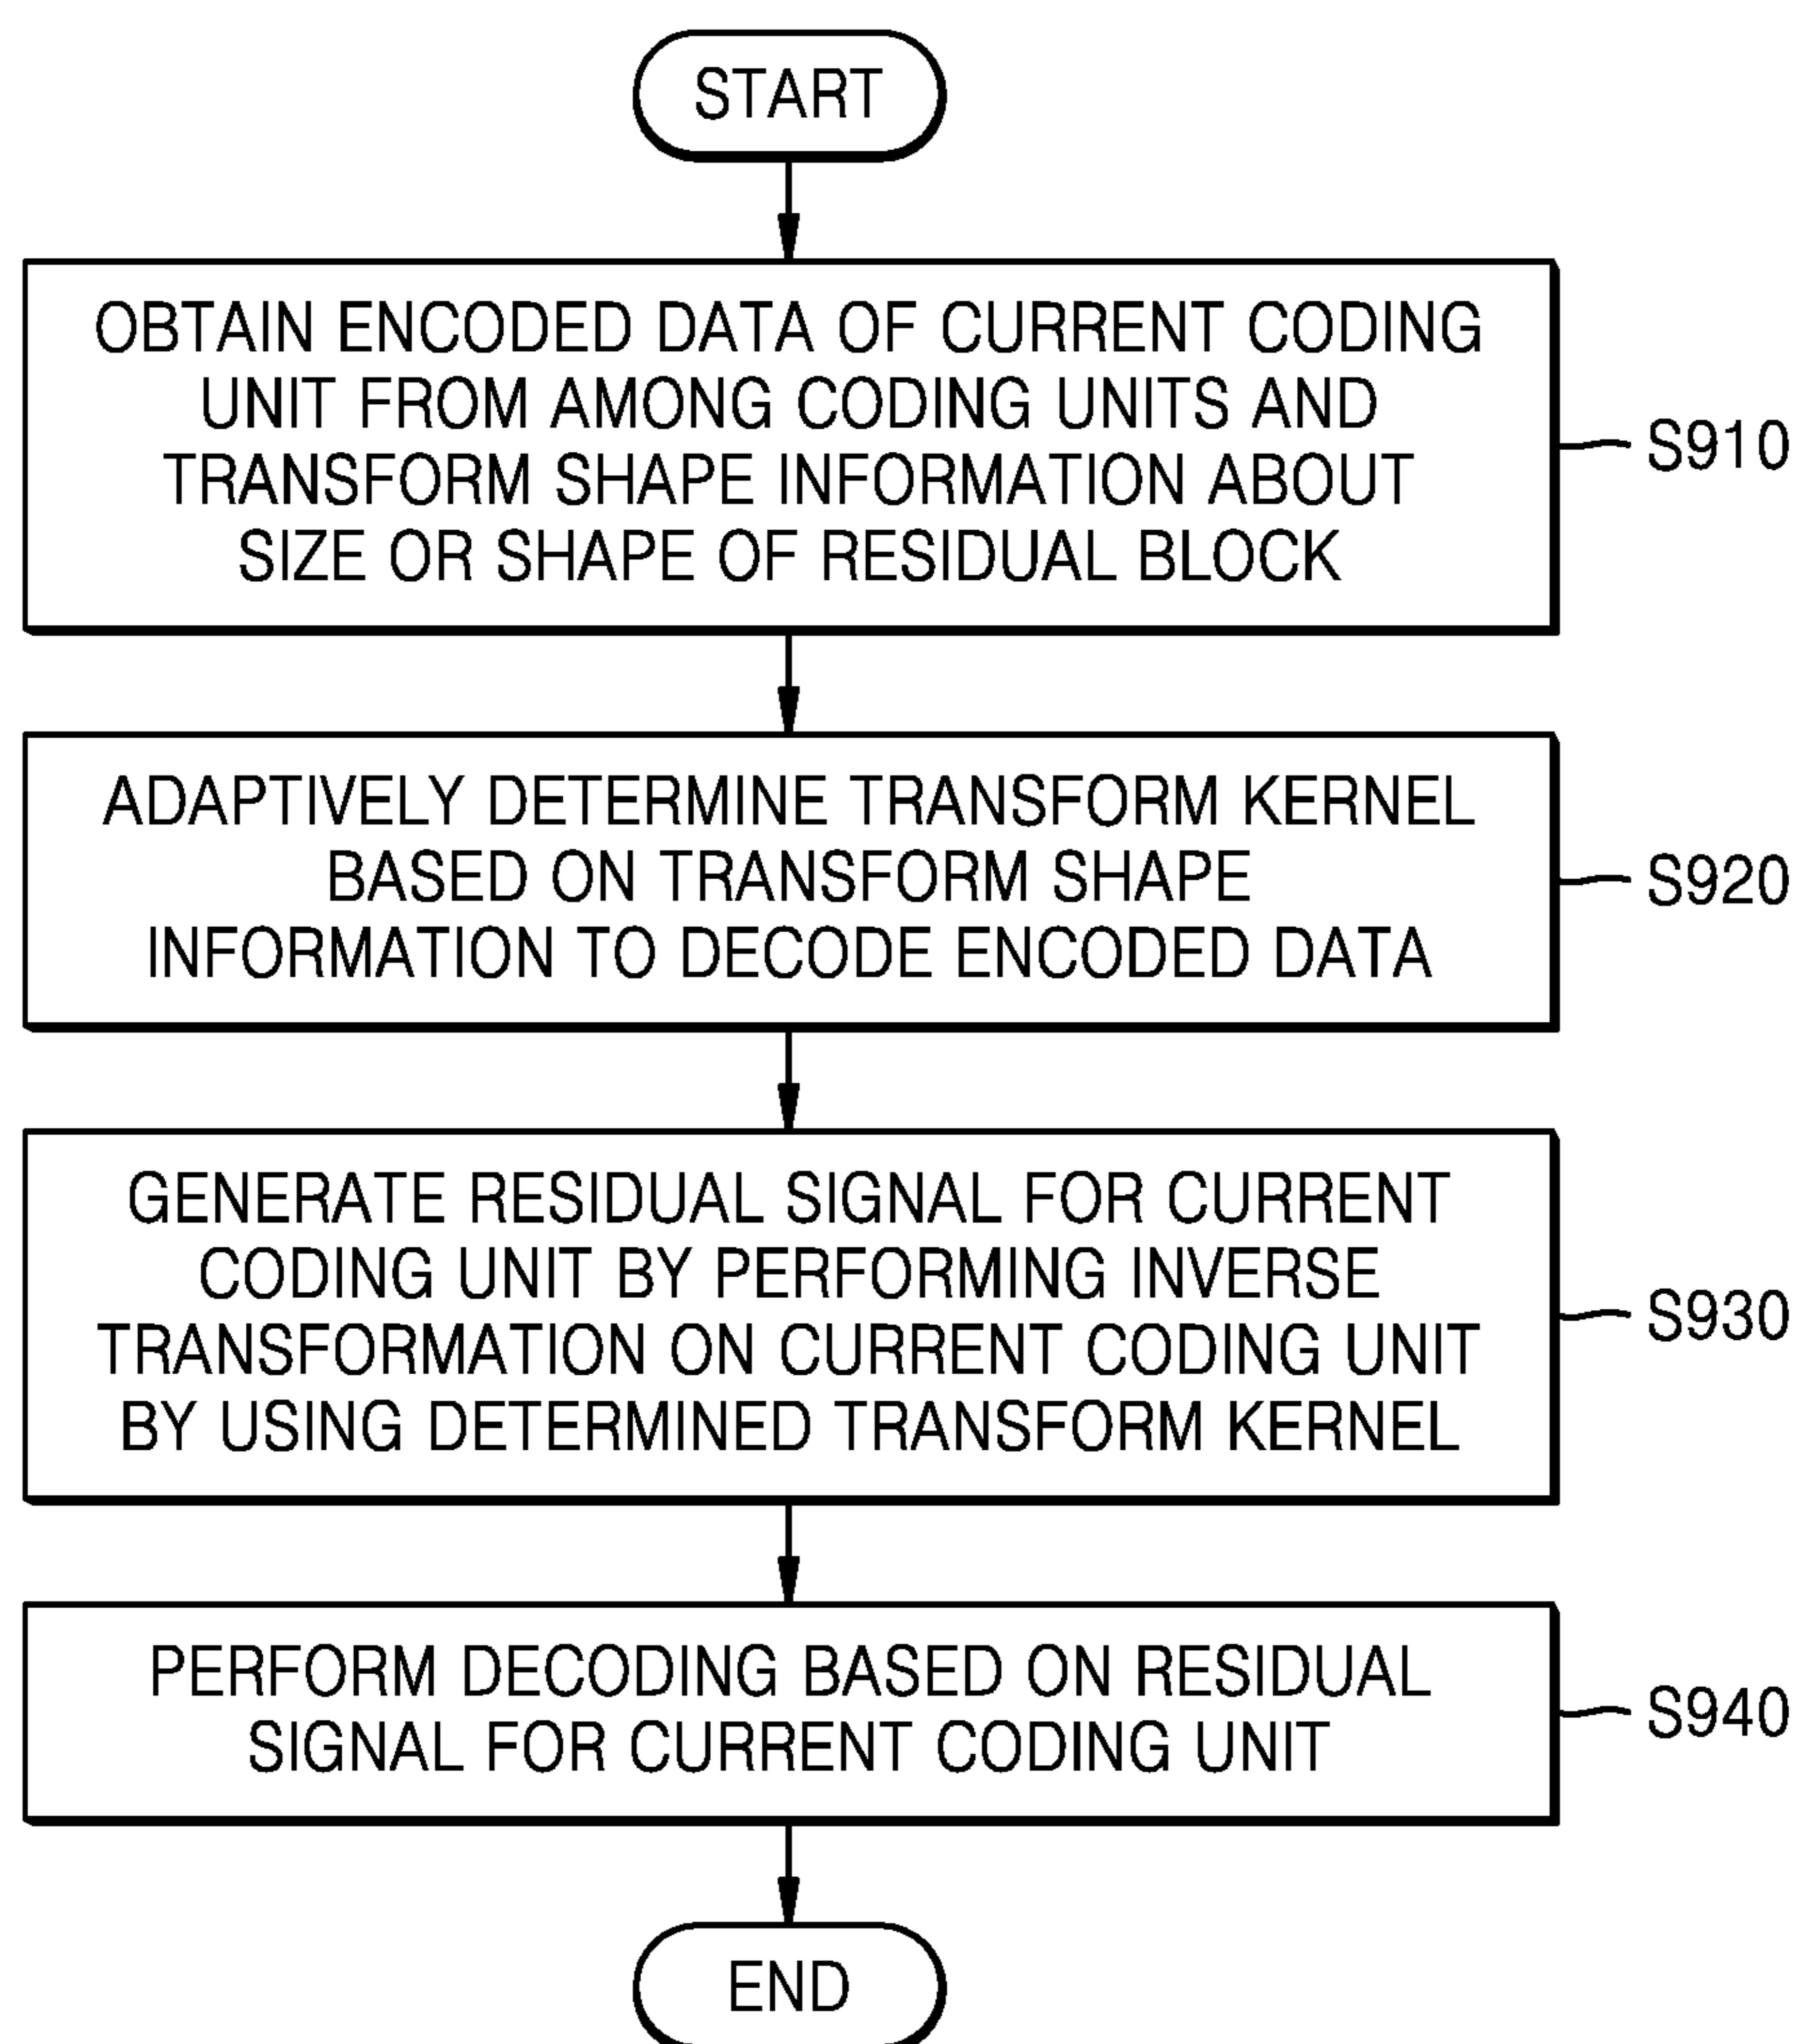 START
OBTAIN ENCODED DATA OF CURRENT CODING
UNIT FROM AMONG CODING UNITS AND
TRANSFORM SHAPE INFORMATION ABOUT
SIZE OR SHAPE OF RESIDUAL BLOCK
S910
ADAPTIVELY DETERMINE TRANSFORM KERNEL
BASED ON TRANSFORM SHAPE
INFORMATION TO DECODE ENCODED DATA
S920
GENERATE RESIDUAL SIGNAL FOR CURRENT
CODING UNIT BY PERFORMING INVERSE
TRANSFORMATION ON CURRENT CODING UNIT
BY USING DETERMINED TRANSFORM KERNEL
S930
PERFORM DECODING BASED ON RESIDUAL
SIGNAL FOR CURRENT CODING UNIT
S940
END